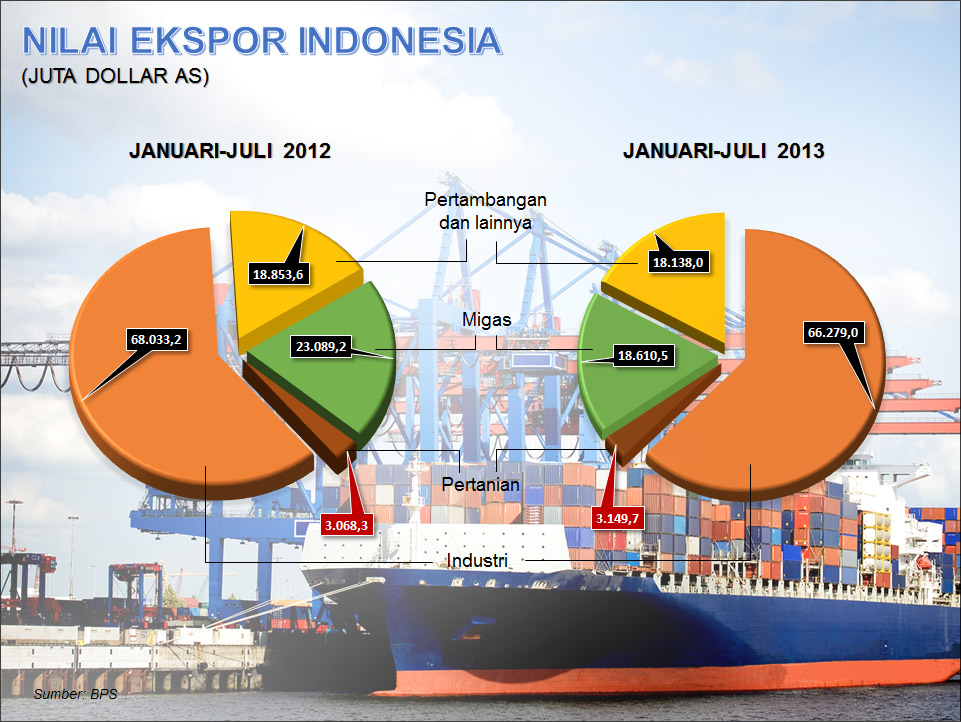 NILAI EKSPOR INDONESIA
(JUTA DOLLAR AS)
JANUARI-JULI 2012
JANUARI-JULI 2013
Pertambangan
dan lainnya
18.853,6
18.138,0
Migas
68.033,2
23.089,2
18.610,5
66.279,0
Pertanian
3.068,3
3.149,7
Industri
Sumber: BPS